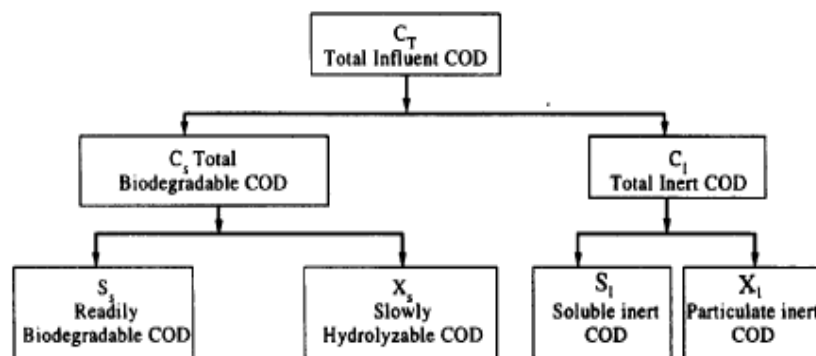 C_T
Total Influent COD
C_s Total
Biodegradable COD
C_I
Total Inert COD
S_s
Readily
Biodegradable COD
X_s
Slowly
Hydrolyzable COD
S_I
Soluble inert
COD
X_I
Particulate inert
COD